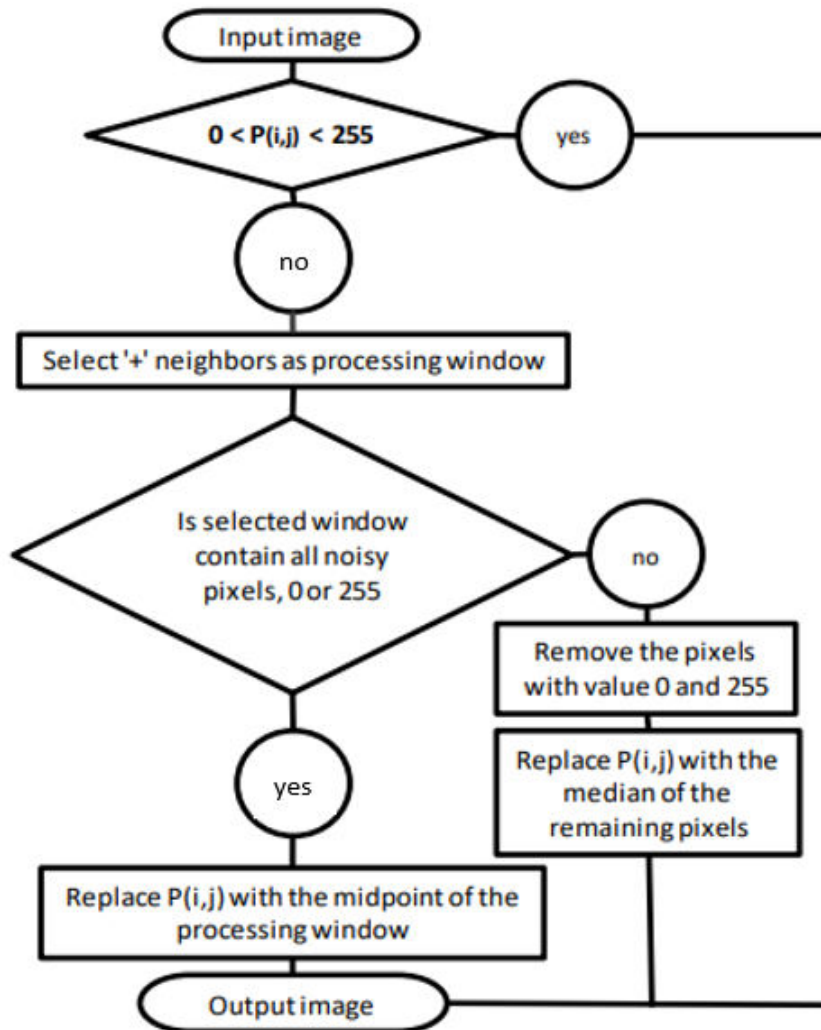 Input image
0 < P(i,j) < 255
yes
no
Select '+' neighbors as processing window
Is selected window
contain all noisy
pixels, 0 or 255
no
Remove the pixels
with value 0 and 255
Replace P(i,j) with the
median of the
remaining pixels
yes
Replace P(i,j) with the midpoint of the
processing window
Output image